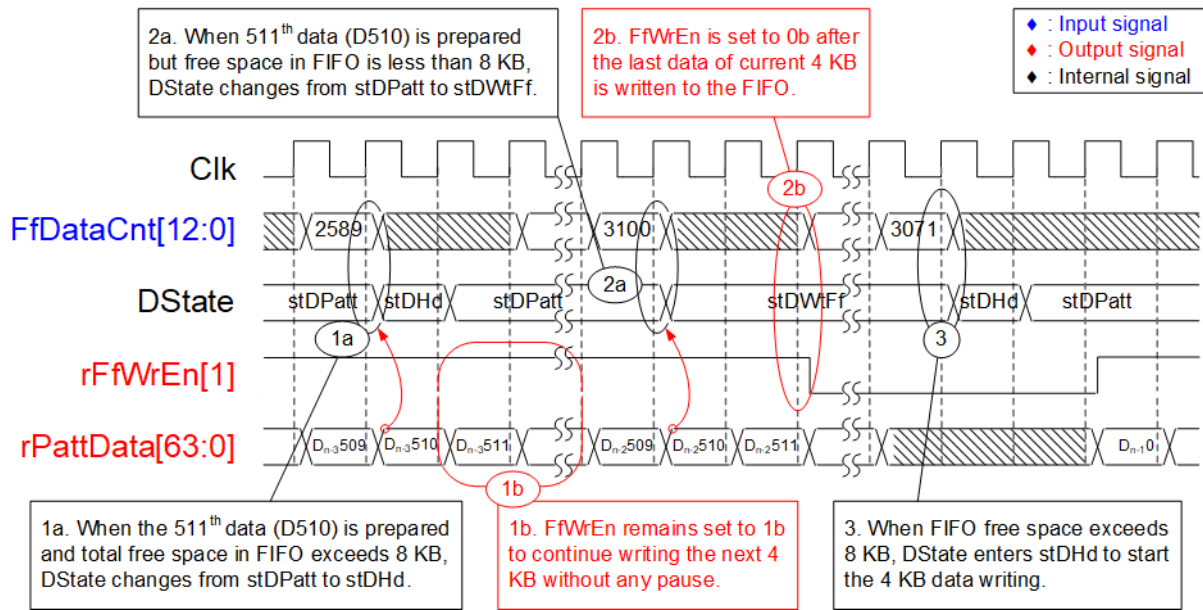 2a. When 511th data (D510) is prepared
but free space in FIFO is less than 8 KB,
DState changes from stDPatt to stDWtFf.
2b. FfWrEn is set to 0b after
the last data of current 4 KB
is written to the FIFO.
♦ : Input signal
♦ : Output signal
♦ : Internal signal
Clk
2b
FfDataCnt[12:0]
2589
3100
3071
2a
DState
stDPatt
stDHd
stDPatt
stDWtFf
stDHd
stDPatt
1a
3
rFfWrEn[1]
rPattData[63:0]
Dn-3509
Dn-3510
Dn-3511
Dn-2509
Dn-2510
Dn-2511
Dn-10
1b
1a. When the 511th data (D510) is prepared
and total free space in FIFO exceeds 8 KB,
DState changes from stDPatt to stDHd.
1b. FfWrEn remains set to 1b
to continue writing the next 4
KB without any pause.
3. When FIFO free space exceeds
8 KB, DState enters stDHd to start
the 4 KB data writing.